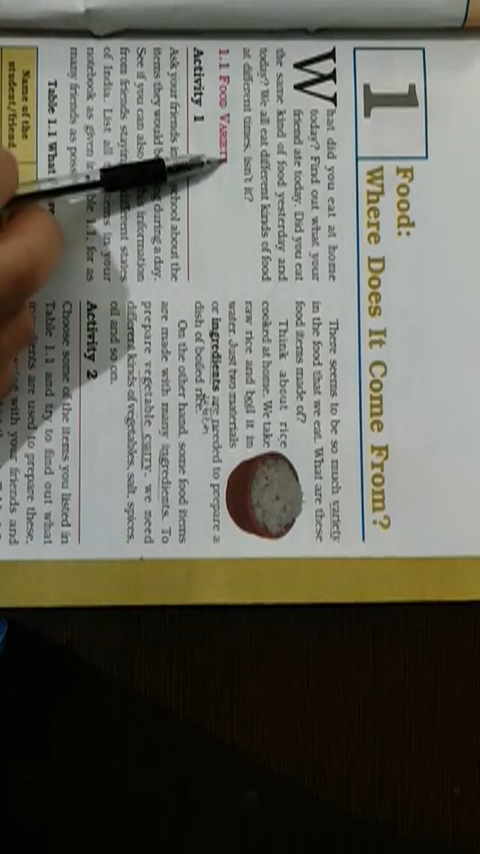 1
Food:
Where Does It Come From?
What did you eat at home
today? Find out what your
friend ate today. Did you eat
the same kind of food yesterday and
today? We all eat different kinds of food
at different times, isn't it?
1.1 FOOD VARIETY
Activity 1
Ask your friends in school about the
items they would during a day.
See if you can also information
from friends staying different states
of India. List all items in your
notebook as given 1.1. for as
many friends as
Table 1.1 What
Name of the
student/friend
There seems to be so much variety
in the food that we eat. What are these
food items made of?
Think about rice
cooked at home. We take
raw rice and boil it in
water. Just two materials
or ingredients are needed to prepare a
dish of boiled rice.
On the other hand, some food items
are made with many ingredients. To
prepare vegetable curry, we need
different kinds of vegetables, salt, spices,
oil and so on.
Activity 2
Choose some of the items you listed in
Table 1.1 and try to find out what
ingredients are used to prepare these.
with your friends and